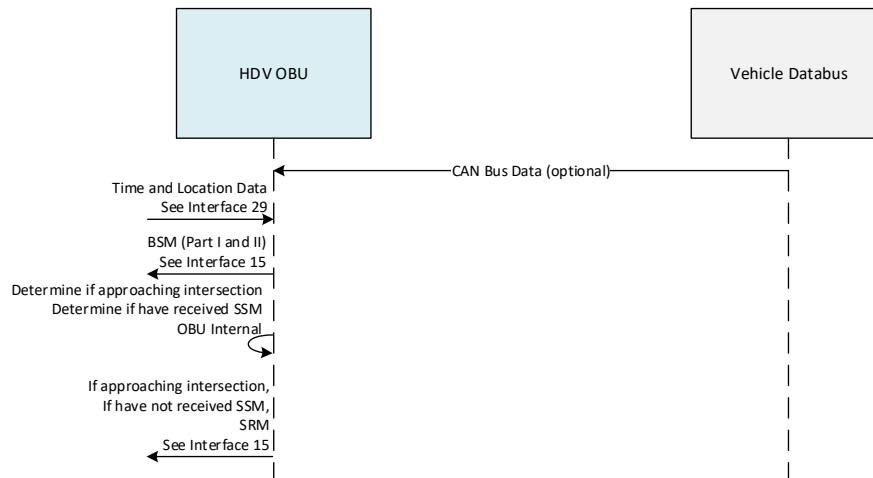 HDV OBU
Vehicle Databus
CAN Bus Data (optional)
Time and Location Data
See Interface 29
BSM (Part I and II)
See Interface 15
Determine if approaching intersection
Determine if have received SSM
OBU Internal
If approaching intersection,
If have not received SSM,
SRM
See Interface 15